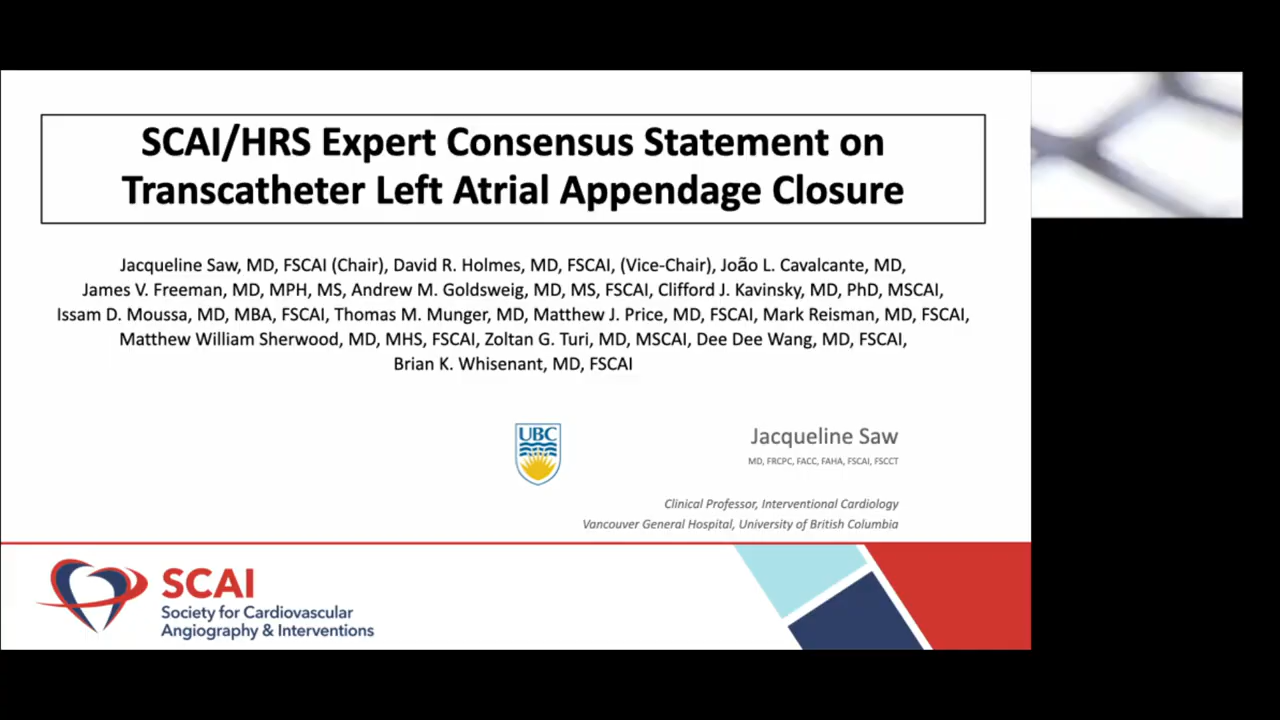 SCAI/HRS Expert Consensus Statement on
Transcatheter Left Atrial Appendage Closure
Jacqueline Saw, MD, FSCAI (Chair), David R. Holmes, MD, FSCAI, (Vice-Chair), João L. Cavalcante, MD,
James V. Freeman, MD, MPH, MS, Andrew M. Goldsweig, MD, MS, FSCAI, Clifford J. Kavinsky, MD, PhD, MSCAI,
Issam D. Moussa, MD, MBA, FSCAI, Thomas M. Munger, MD, Matthew J. Price, MD, FSCAI, Mark Reisman, MD, FSCAI,
Matthew William Sherwood, MD, MHS, FSCAI, Zoltan G. Turi, MD, MSCAI, Dee Dee Wang, MD, FSCAI,
Brian K. Whisenant, MD, FSCAI
UBC
Jacqueline Saw
MD, FRCPC, FACC, FAHA, FSCAI, FSCCT
Clinical Professor, Interventional Cardiology
Vancouver General Hospital, University of British Columbia
SCAI
Society for Cardiovascular
Angiography & Interventions